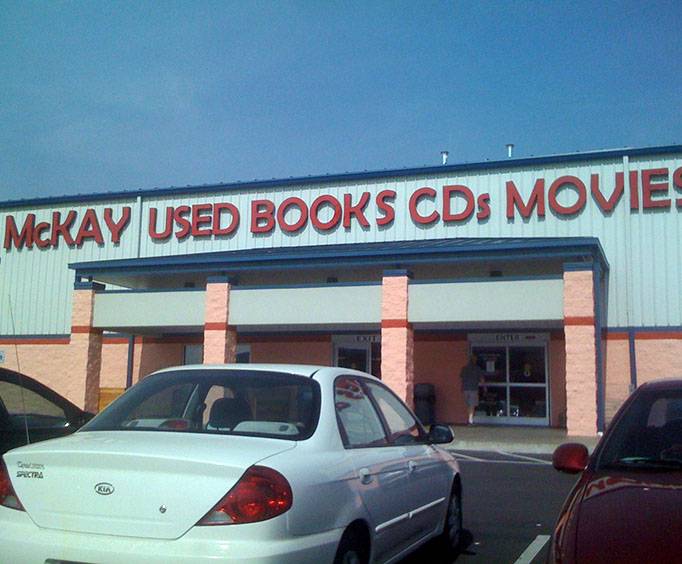 McKAY USED BOOKS CDs MOVIES
EXIT
ENTER
SPECTRA
KIA